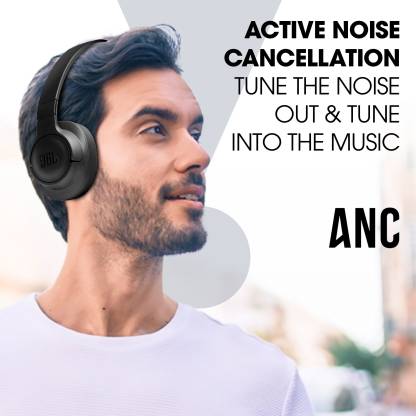 ACTIVE NOISE
CANCELLATION
TUNE THE NOISE
OUT & TUNE
INTO THE MUSIC
JBL
ANC